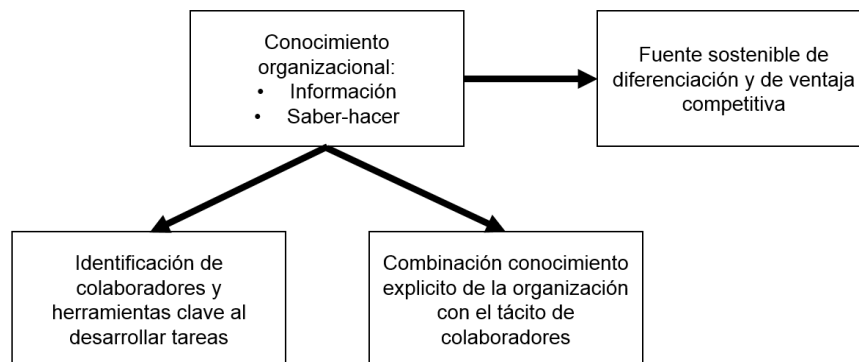 Conocimiento
organizacional:
• Información
• Saber-hacer
Fuente sostenible de
diferenciación y de ventaja
competitiva
Identificación de
colaboradores y
herramientas clave al
desarrollar tareas
Combinación conocimiento
explicito de la organización
con el tácito de
colaboradores